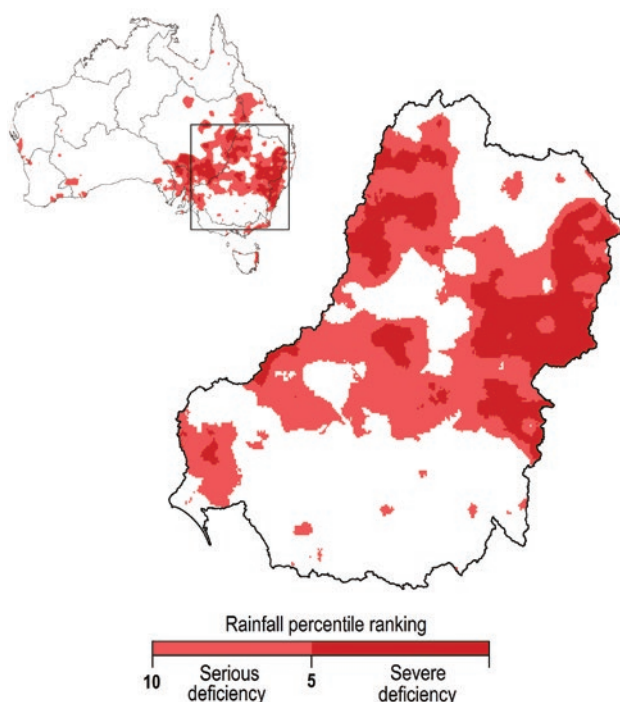 Rainfall percentile ranking
10
Serious
deficiency
5
Severe
deficiency